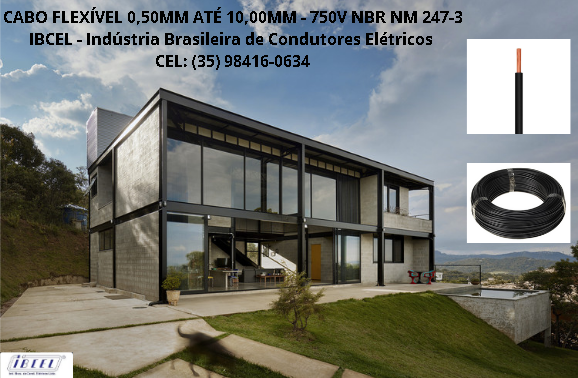 CABO FLEXÍVEL 0,50MM ATÉ 10,00MM - 750V NBR NM 247-3
IBCEL - Indústria Brasileira de Condutores Elétricos
CEL: (35) 98416-0634
IBCEL